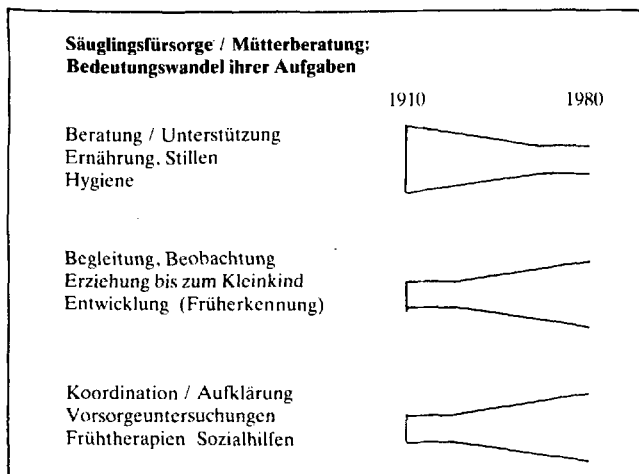 Säuglingsfürsorge / Mütterberatung:
Bedeutungswandel ihrer Aufgaben
1910 1980
Beratung / Unterstützung
Ernährung, Stillen
Hygiene
Begleitung, Beobachtung
Erziehung bis zum Kleinkind
Entwicklung (Früherkennung)
Koordination / Aufklärung
Vorsorgeuntersuchungen
Frühtherapien Sozialhilfen